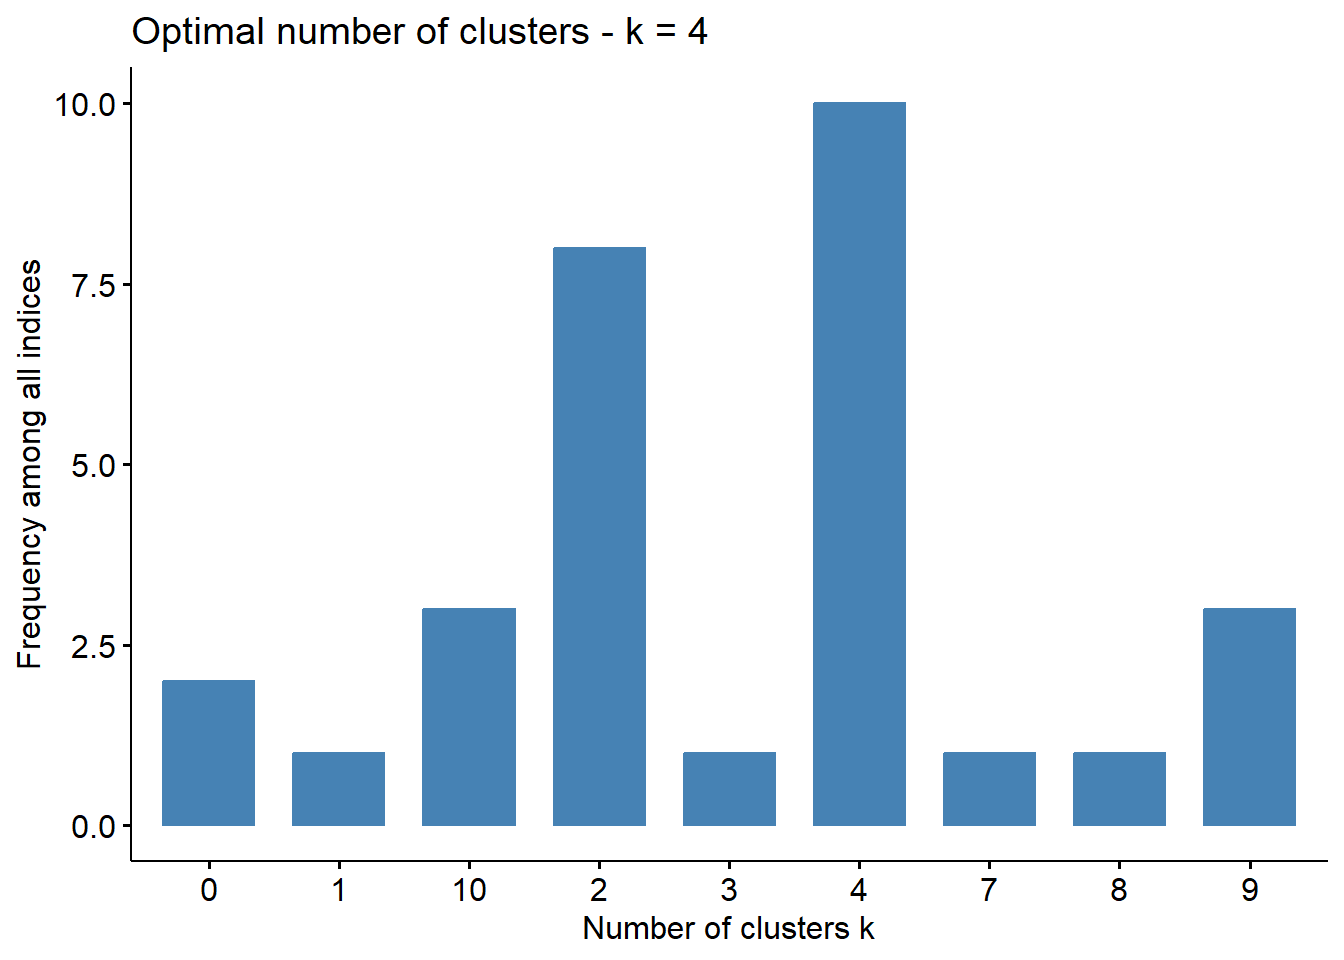 Optimal number of clusters - k = 4
Frequency among all indices
10.0
7.5
5.0
2.5
0.0
0 1 10 2 3 4 7 8 9
Number of clusters k